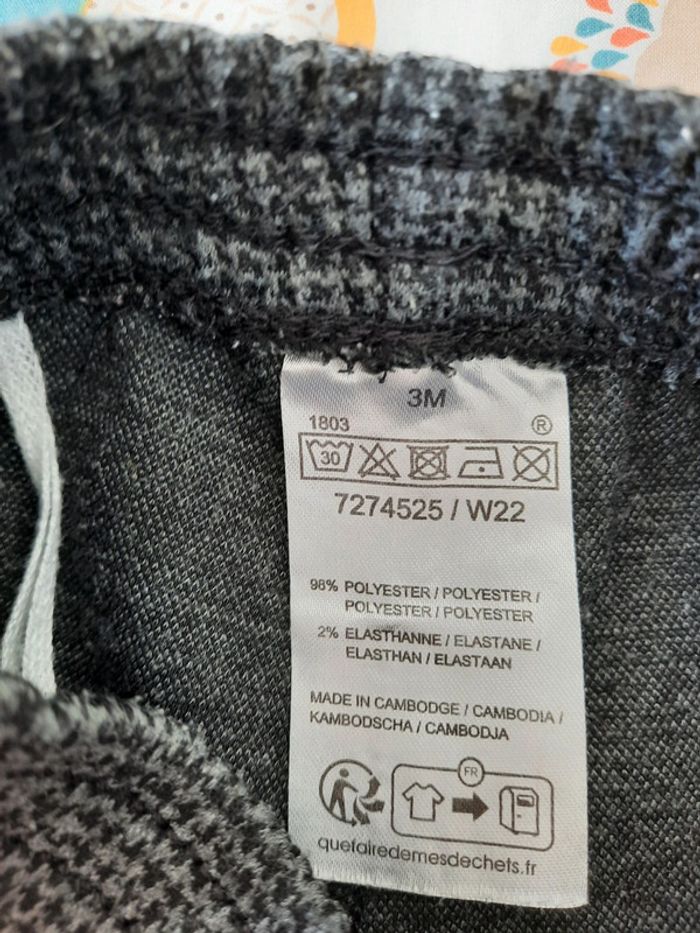 3M
1803
®
30
7274525 / W22
98% POLYESTER / POLYESTER /
POLYESTER / POLYESTER
2% ELASTHANNE / ELASTANE /
ELASTHAN / ELASTAAN
MADE IN CAMBODGE / CAMBODIA /
KAMBODSCHA / CAMBODJA
FR
quefairedemesdechets.fr